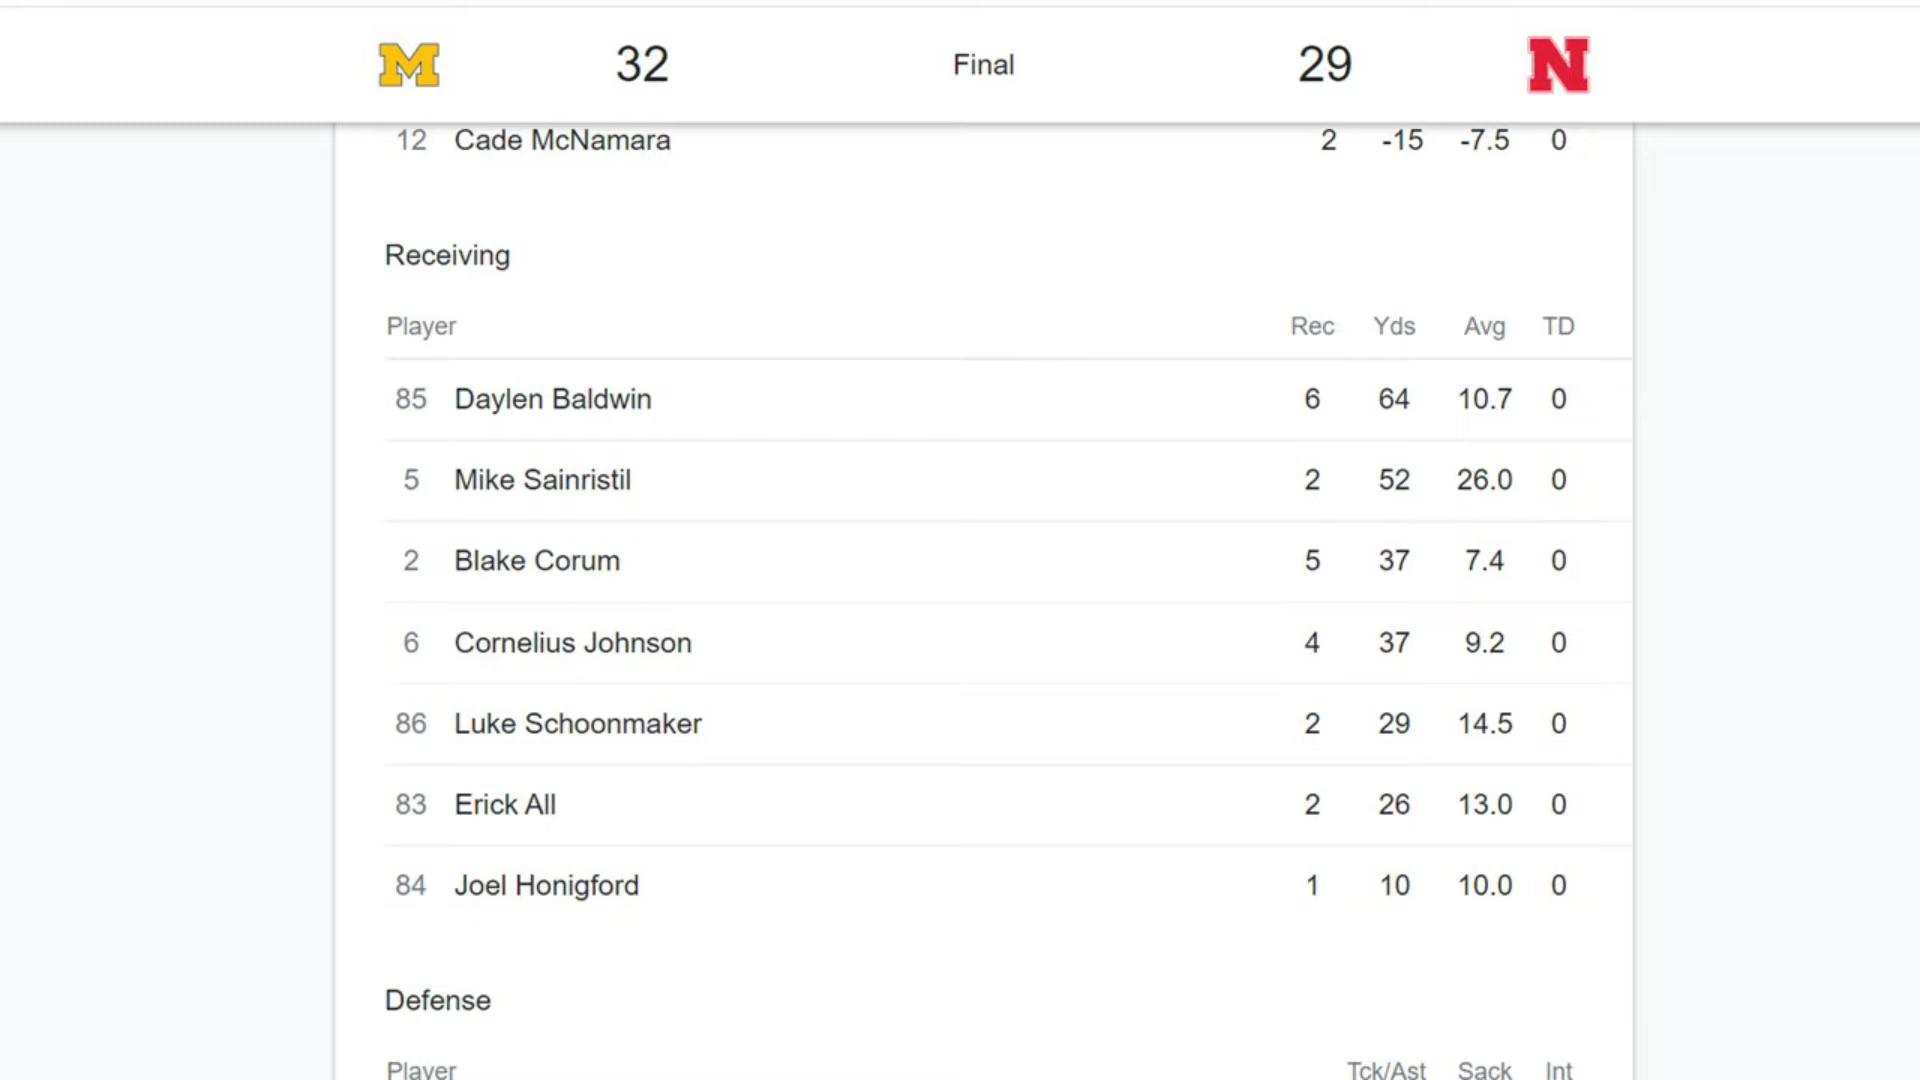 M 32 Final 29 N
12 Cade McNamara 2 -15 -7.5 0
Receiving
Player Rec Yds Avg TD
85 Daylen Baldwin 6 64 10.7 0
5 Mike Sainristil 2 52 26.0 0
2 Blake Corum 5 37 7.4 0
6 Cornelius Johnson 4 37 9.2 0
86 Luke Schoonmaker 2 29 14.5 0
83 Erick All 2 26 13.0 0
84 Joel Honigford 1 10 10.0 0
Defense
Player Tck/Ast Sack Int